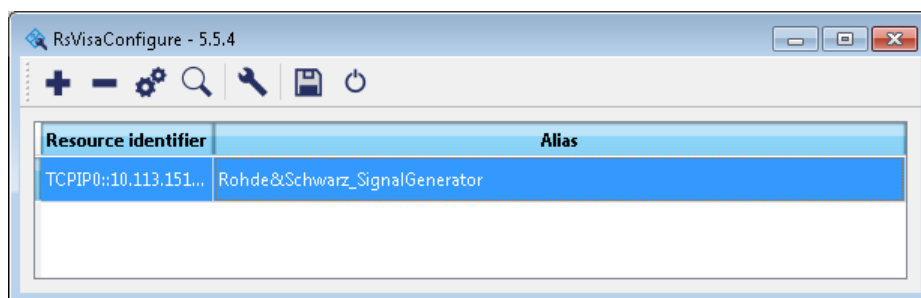 RsVisaConfigure - 5.5.4
Resource identifier Alias
TCPIP0::10.113.151... Rohde&Schwarz_SignalGenerator